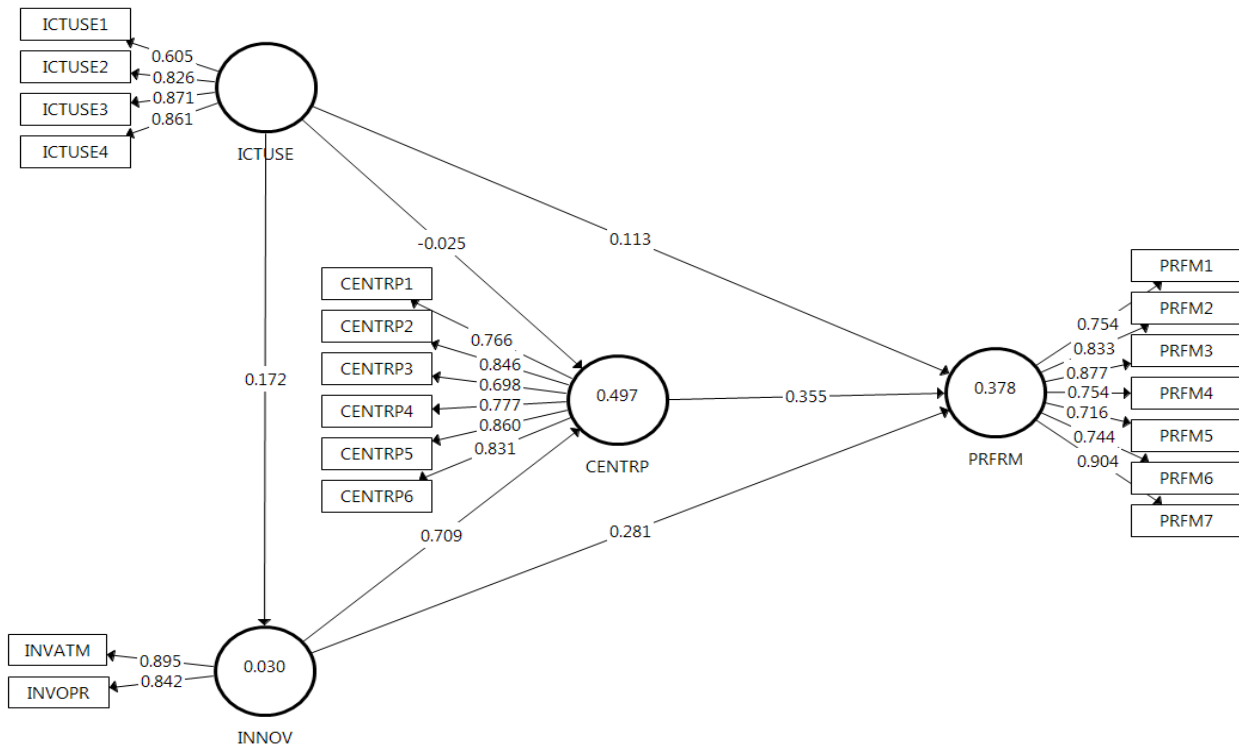 ICTUSE1
ICTUSE2
ICTUSE3
ICTUSE4
0.605
0.826
0.871
0.861
ICTUSE
-0.025
0.113
0.172
CENTRP1
CENTRP2
CENTRP3
CENTRP4
CENTRP5
CENTRP6
0.766
0.846
0.698
0.777
0.860
0.831
0.497
CENTRP
0.355
0.378
PRFRM
0.754
0.833
0.877
0.754
0.716
0.744
0.904
PRFM1
PRFM2
PRFM3
PRFM4
PRFM5
PRFM6
PRFM7
0.709
0.281
INVATM
INVOPR
0.895
0.842
0.030
INNOV